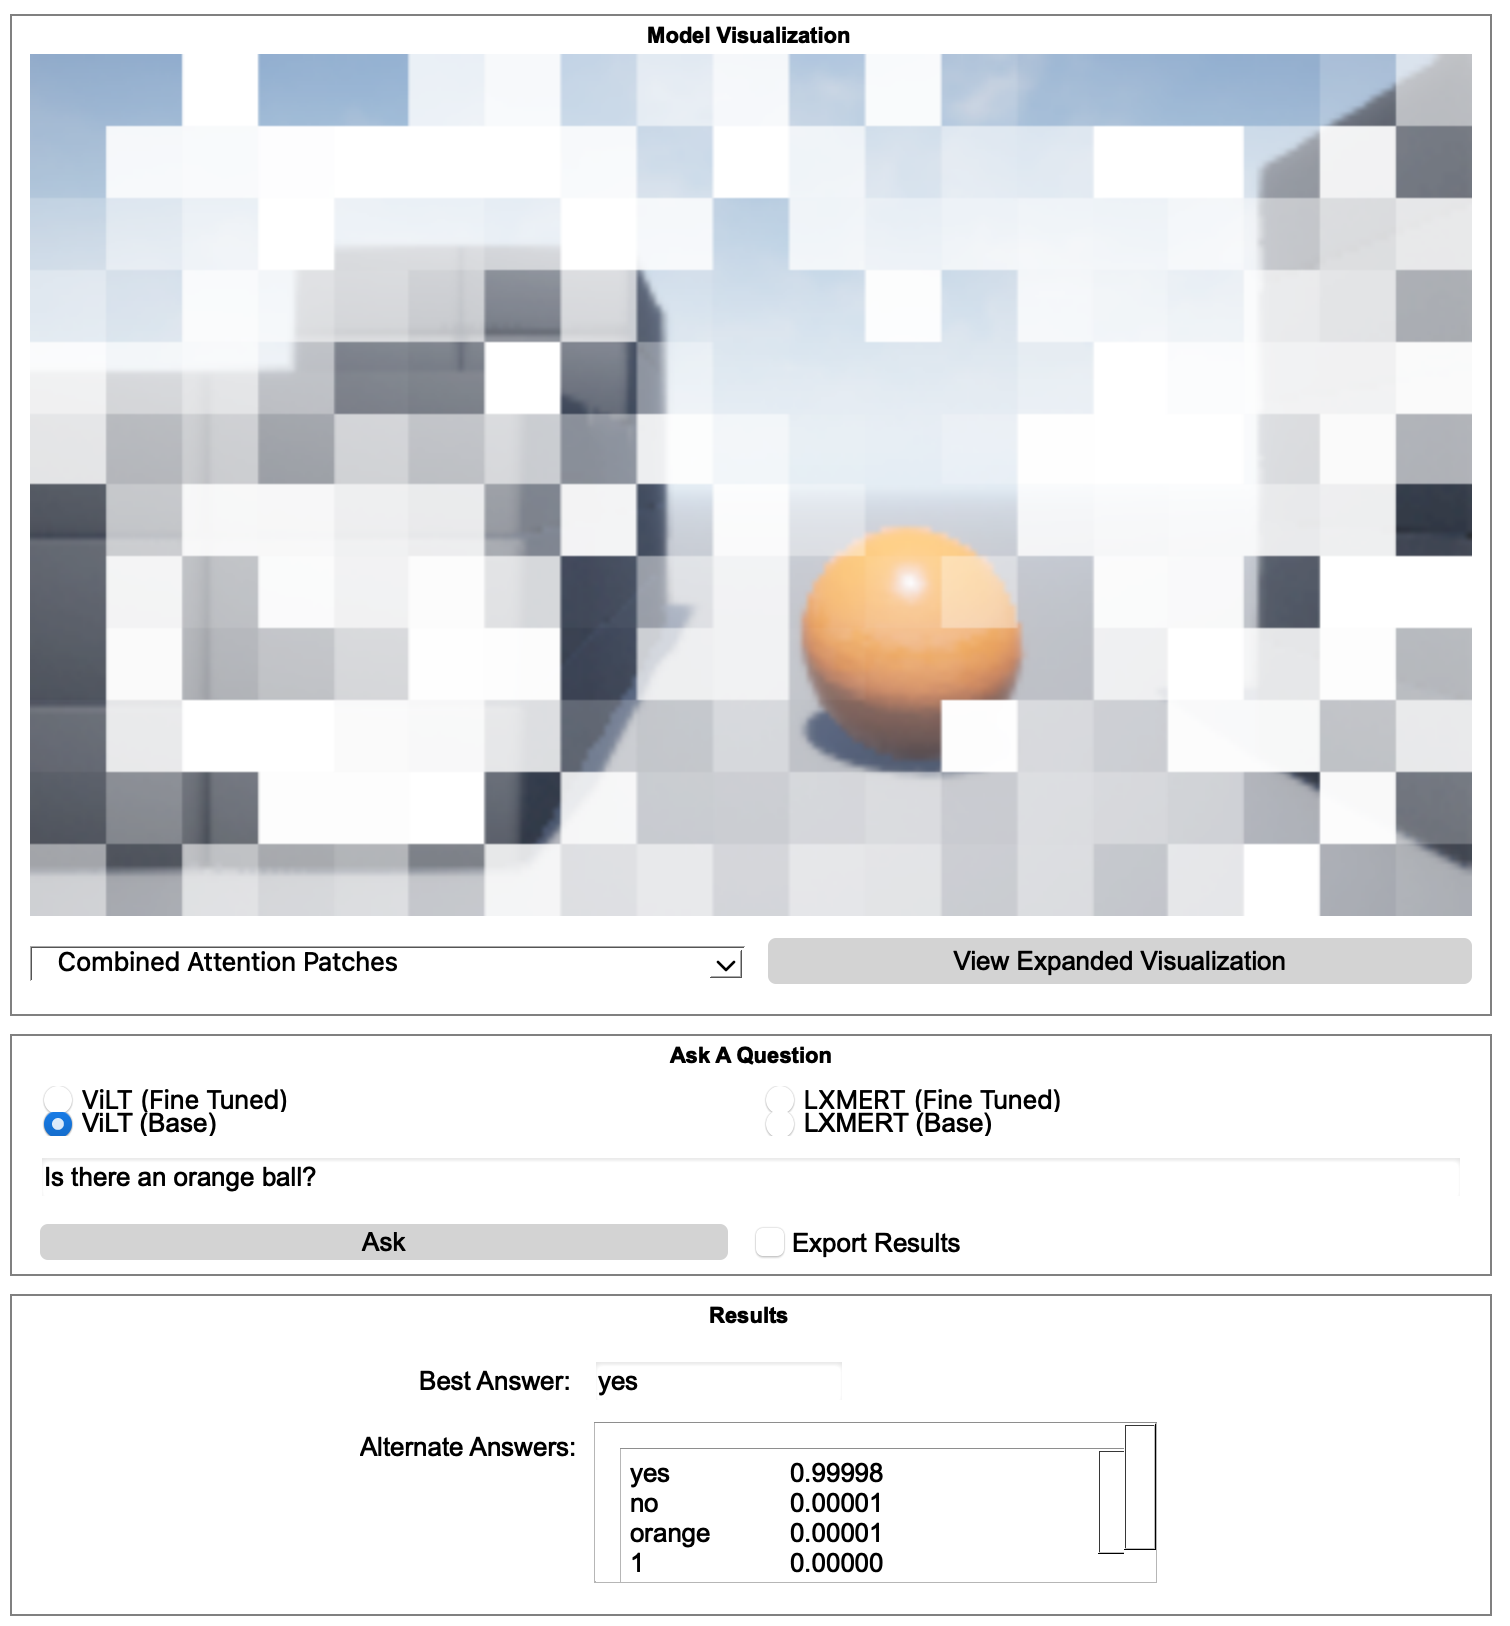 Model Visualization
Combined Attention Patches
View Expanded Visualization
Ask A Question
ViLT (Fine Tuned)
LXMERT (Fine Tuned)
ViLT (Base)
LXMERT (Base)
Is there an orange ball?
Ask
Export Results
Results
Best Answer: yes
Alternate Answers:
yes 0.99998
no 0.00001
orange 0.00001
1 0.00000